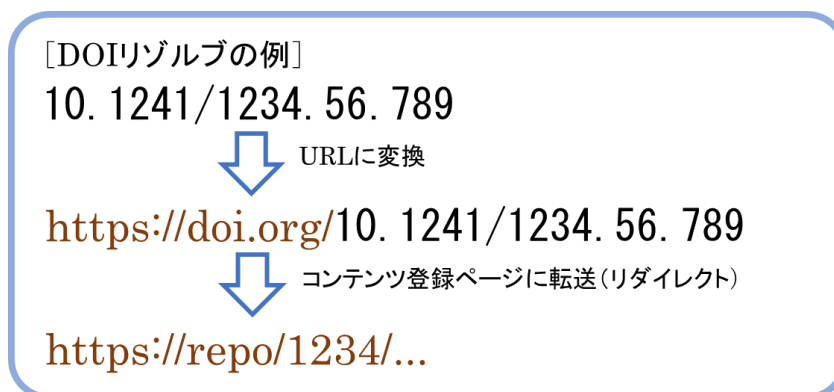 [DOIリゾルブの例]
10.1241/1234.56.789
URLに変換
https://doi.org/10.1241/1234.56.789
コンテンツ登録ページに転送(リダイレクト)
https://repo/1234/...